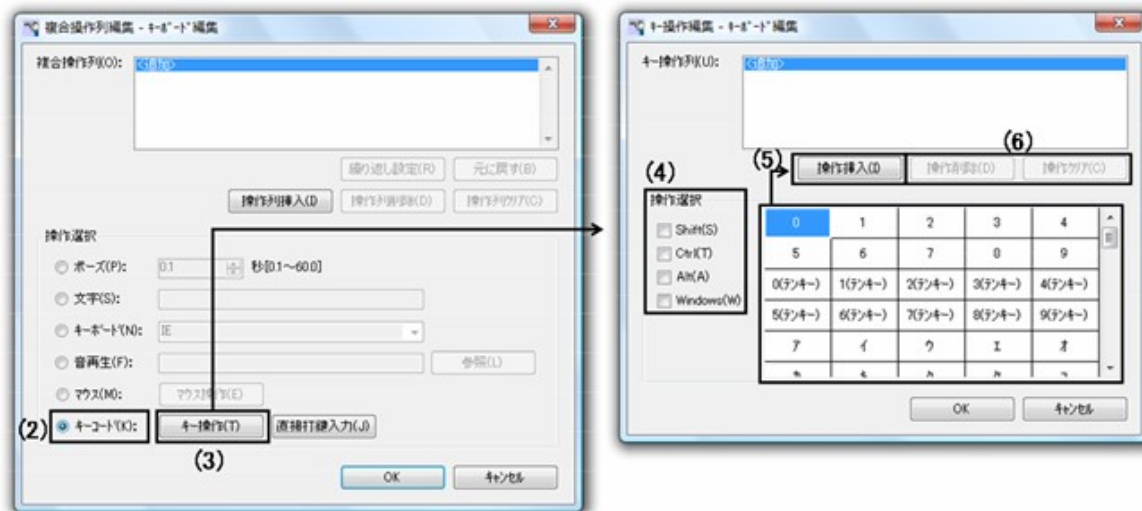 複合操作列編集 - キーボード編集
複合操作列(O):
<追加>
繰り返し設定(R) 元に戻す(B)
操作列挿入(I) 操作列削除(D) 操作列クリア(C)
操作選択
ポーズ(P): 0.1 秒[0.1~60.0]
文字(S):
キーボード(N): IE
音再生(F): 参照(L)
マウス(M): マウス操作(E)
(2) キーコード(K): キー操作(T) 直接打鍵入力(J)
(3)
OK キャンセル
キー操作編集 - キーボード編集
キー操作列(U):
<追加>
(6)
(5)
操作挿入(I) 操作削除(D) 操作クリア(C)
(4)
操作選択
Shift(S)
Ctrl(T)
Alt(A)
Windows(W)
0 1 2 3 4
5 6 7 8 9
0(テンキー) 1(テンキー) 2(テンキー) 3(テンキー) 4(テンキー)
5(テンキー) 6(テンキー) 7(テンキー) 8(テンキー) 9(テンキー)
ア イ ウ エ オ
OK キャンセル